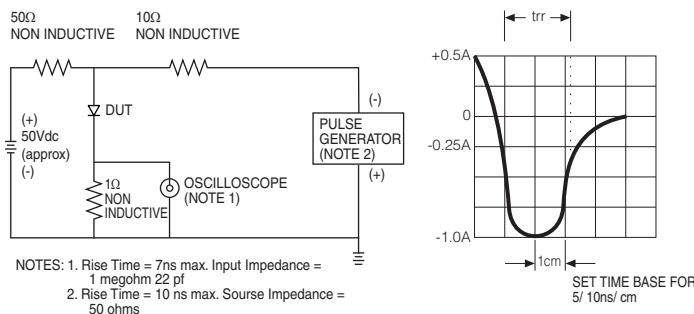 50Ω
NON INDUCTIVE
10Ω
NON INDUCTIVE
DUT
(+)
50Vdc
(approx)
(-)
1Ω
NON
INDUCTIVE
OSCILLOSCOPE
(NOTE 1)
(-)
PULSE
GENERATOR
(NOTE 2)
(+)
NOTES: 1. Rise Time = 7ns max. Input Impedance =
1 megohm 22 pf
2. Rise Time = 10 ns max. Sourse Impedance =
50 ohms
trr
+0.5A
0
-0.25A
-1.0A
1cm
SET TIME BASE FOR
5/ 10ns/ cm